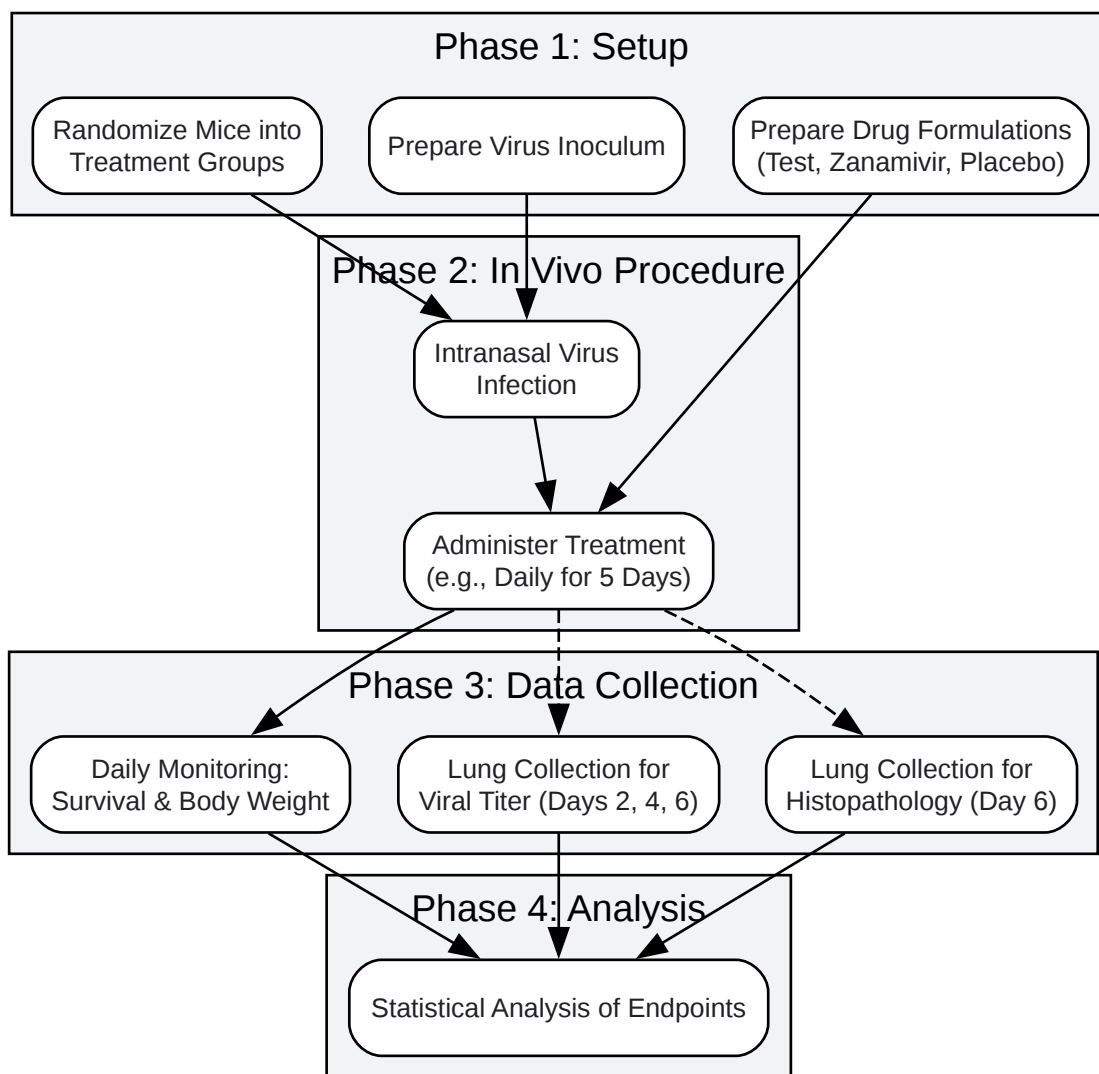 Phase 1: Setup
Randomize Mice into
Treatment Groups
Prepare Virus Inoculum
Prepare Drug Formulations
(Test, Zanamivir, Placebo)
Phase 2: In Vivo Procedure
Intranasal Virus
Infection
Administer Treatment
(e.g., Daily for 5 Days)
Phase 3: Data Collection
Daily Monitoring:
Survival & Body Weight
Lung Collection for
Viral Titer (Days 2, 4, 6)
Lung Collection for
Histopathology (Day 6)
Phase 4: Analysis
Statistical Analysis of Endpoints